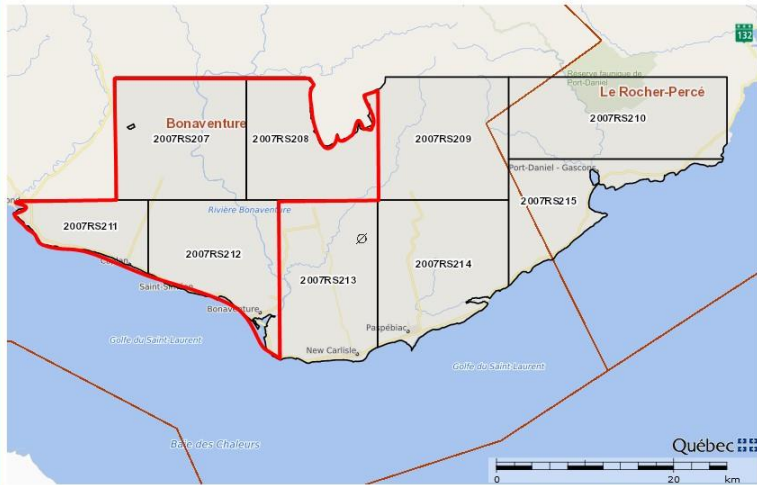 132
Réserve faunique de
Port-Daniel
Le Rocher-Percé
Bonaventure
2007RS210
2007RS207
2007RS208
2007RS209
Port-Daniel - Gascons
2007RS215
Rivière Bonaventure
2007RS211
2007RS212
2007RS213
2007RS214
Saint-Siméon
Bonaventure
Paspébiac
Golfe du Saint Laurent
New Carlisle
Golfe du Saint Laurent
Baie des Chaleurs
Québec
0 20 km